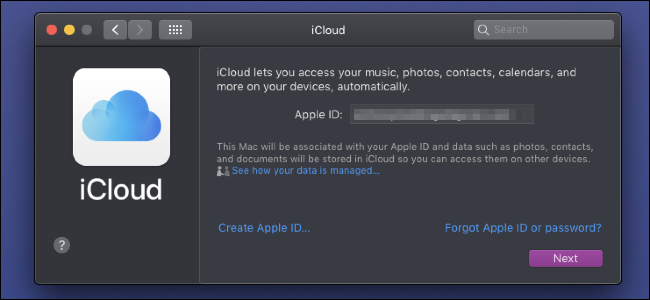 iCloud
Search
iCloud lets you access your music, photos, contacts, calendars, and
more on your devices, automatically.
Apple ID:
This Mac will be associated with your Apple ID and data such as photos, contacts,
and documents will be stored in iCloud so you can access them on other devices.
See how your data is managed...
iCloud
Create Apple ID...
Forgot Apple ID or password?
?
Next